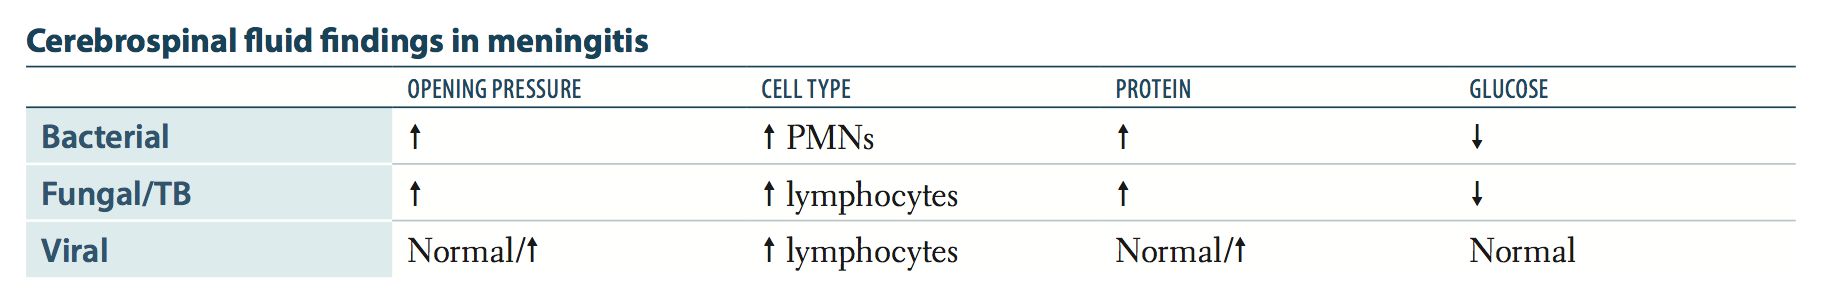 Cerebrospinal fluid findings in meningitis
OPENING PRESSURE CELL TYPE PROTEIN GLUCOSE
Bacterial ↑ ↑ PMNs ↑ ↓
Fungal/TB ↑ ↑ lymphocytes ↑ ↓
Viral Normal/↑ ↑ lymphocytes Normal/↑ Normal